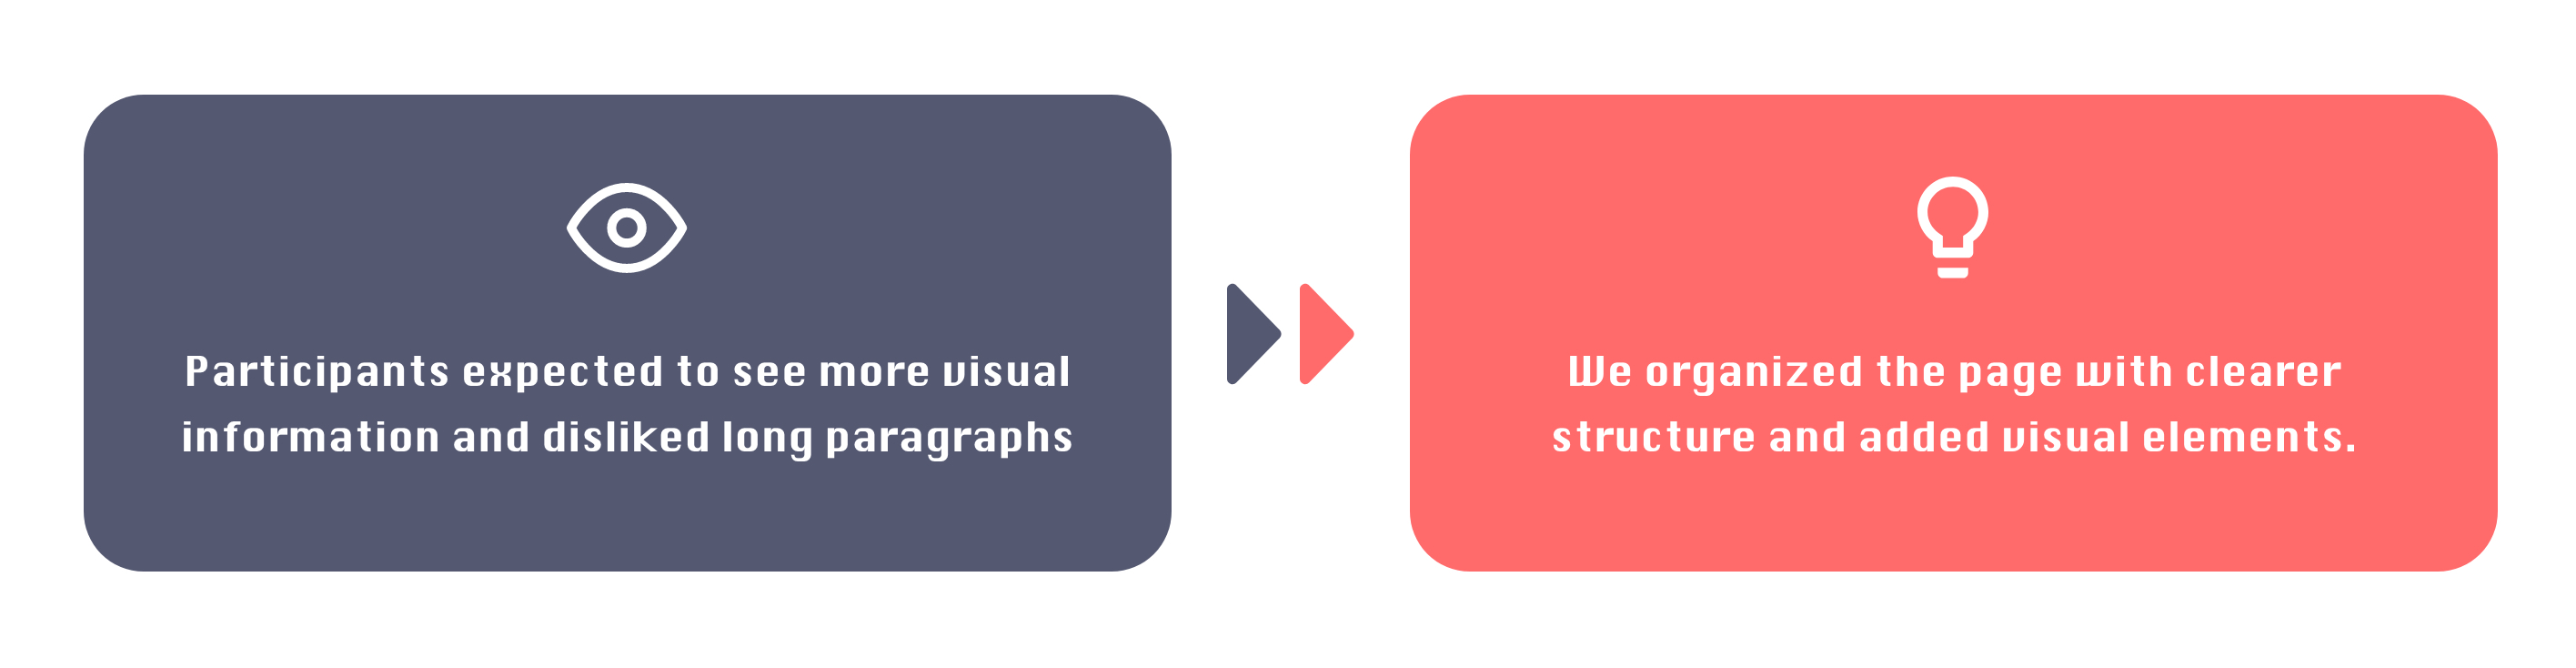 Participants expected to see more visual
information and disliked long paragraphs
We organized the page with clearer
structure and added visual elements.